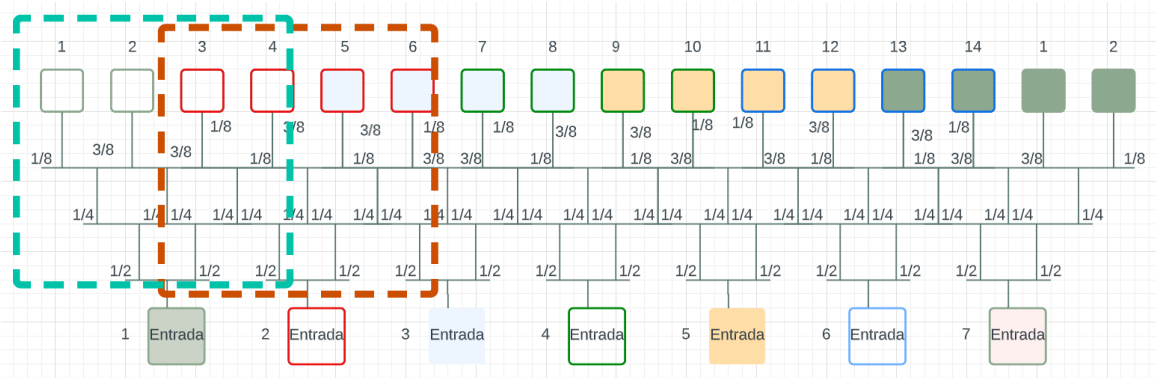 1 2 3 4 5 6 7 8 9 10 11 12 13 14 1 2
1/8 3/8 3/8 1/8 1/8 3/8 3/8 1/8 1/8 3/8 3/8 1/8
1/8 3/8 3/8 1/8 1/8 3/8 3/8 1/8 1/8 3/8 3/8 1/8 1/8 3/8 3/8 1/8
1/4 1/4 1/4 1/4 1/4 1/4 1/4 1/4 1/4 1/4 1/4 1/4 1/4 1/4 1/4 1/4 1/4 1/4 1/4 1/4 1/4 1/4 1/4 1/4 1/4 1/4 1/4 1/4
1/2 1/2 1/2 1/2 1/2 1/2 1/2 1/2 1/2 1/2 1/2 1/2 1/2 1/2
1 Entrada 2 Entrada 3 Entrada 4 Entrada 5 Entrada 6 Entrada 7 Entrada